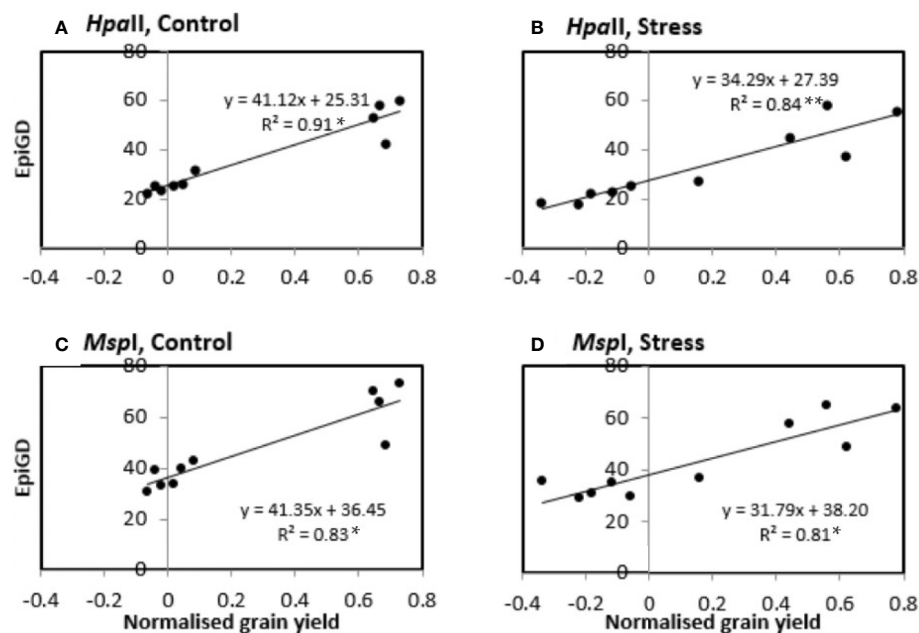 A HpaII, Control
80
60
40
20
0
EpiGD
y = 41.12x + 25.31
R² = 0.91 *
-0.4 -0.2 0 0.2 0.4 0.6 0.8
B HpaII, Stress
80
60
40
20
0
y = 34.29x + 27.39
R² = 0.84 **
-0.4 -0.2 0 0.2 0.4 0.6 0.8
C MspI, Control
80
60
40
20
0
EpiGD
y = 41.35x + 36.45
R² = 0.83 *
-0.4 -0.2 0 0.2 0.4 0.6 0.8
Normalised grain yield
D MspI, Stress
80
60
40
20
0
y = 31.79x + 38.20
R² = 0.81 *
-0.4 -0.2 0 0.2 0.4 0.6 0.8
Normalised grain yield